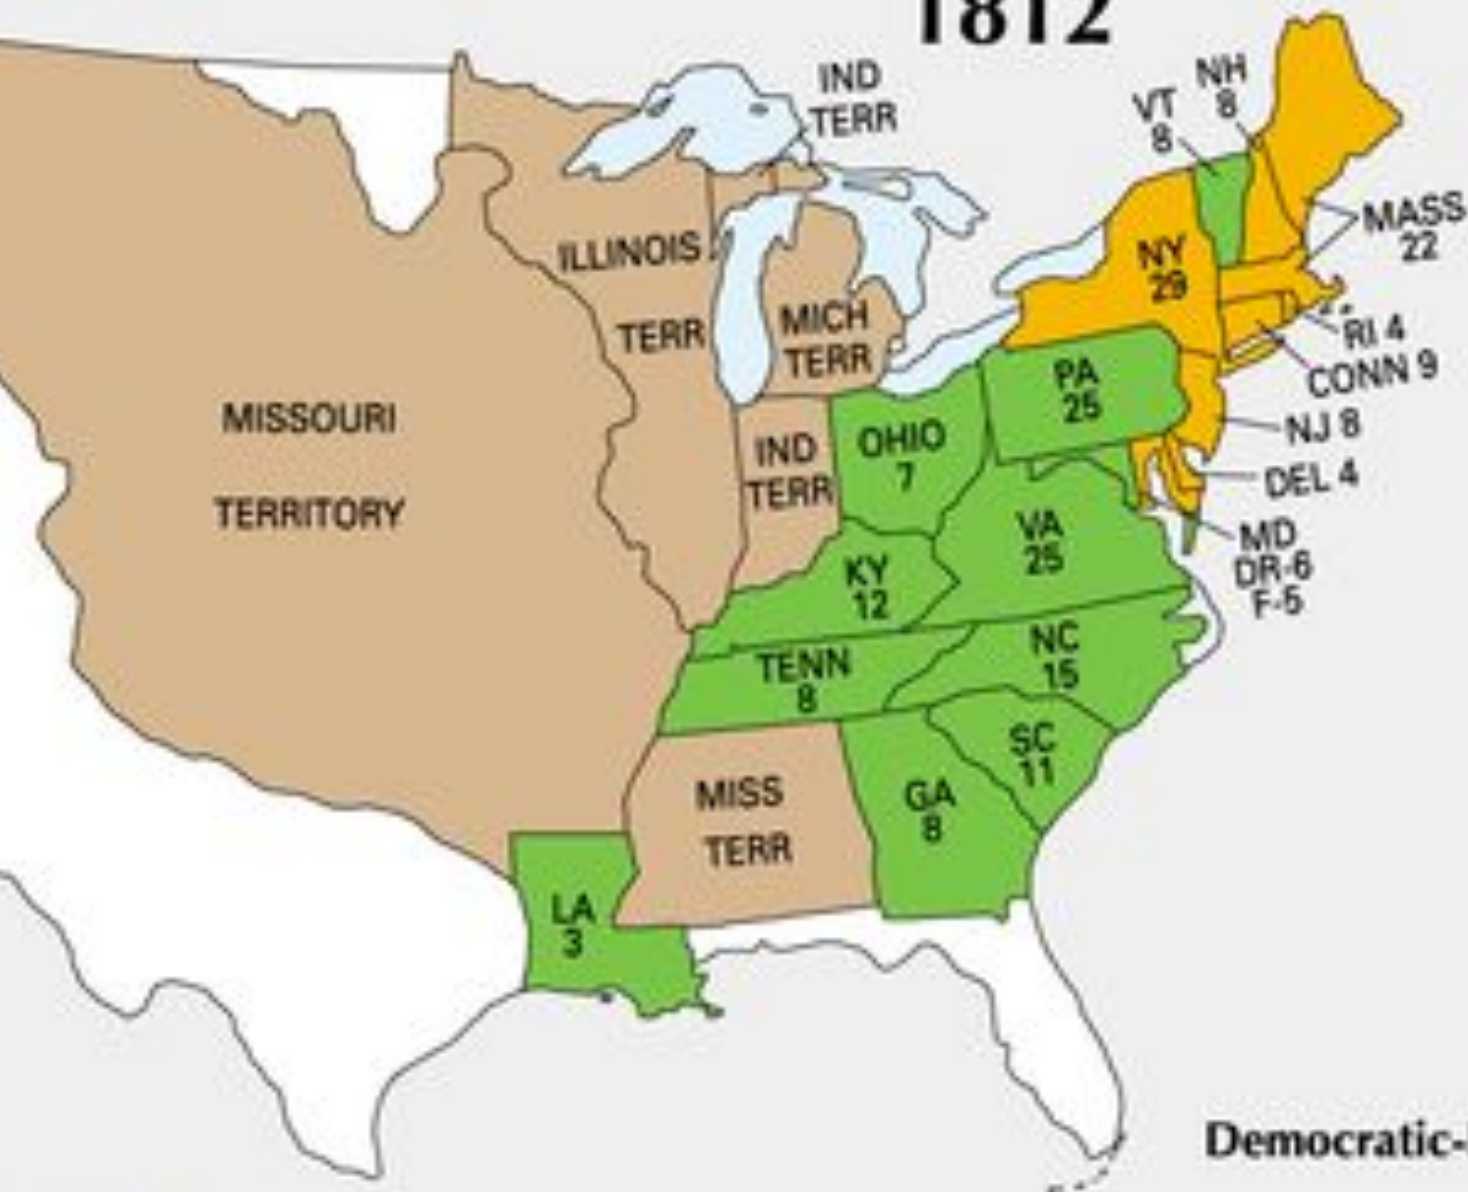 1812
IND
TERR
NH
8
VT
8
MASS
22
NY
29
RI 4
CONN 9
NJ 8
DEL 4
MD
DR-6
F-5
ILLINOIS
TERR
MICH
TERR
PA
25
MISSOURI
TERRITORY
IND
TERR
OHIO
7
VA
25
KY
12
TENN
8
NC
15
SC
11
MISS
TERR
GA
8
LA
3
Democratic-